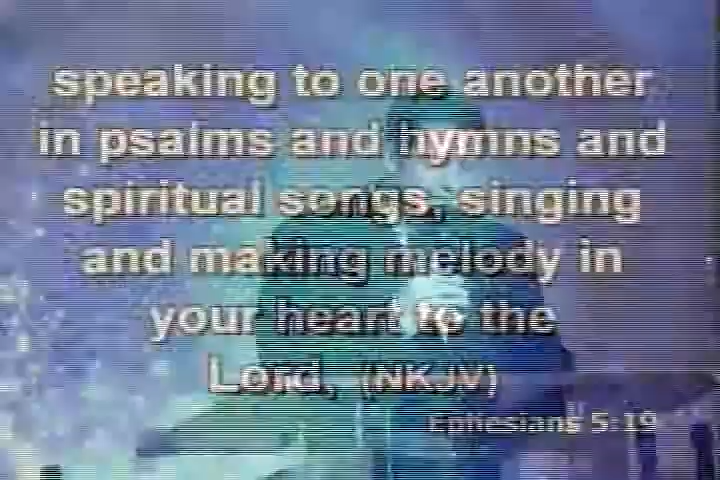 speaking to one another
in psalms and hymns and
spiritual songs, singing
and making melody in
your heart to the
Lord, (NKJV)
Ephesians 5:19